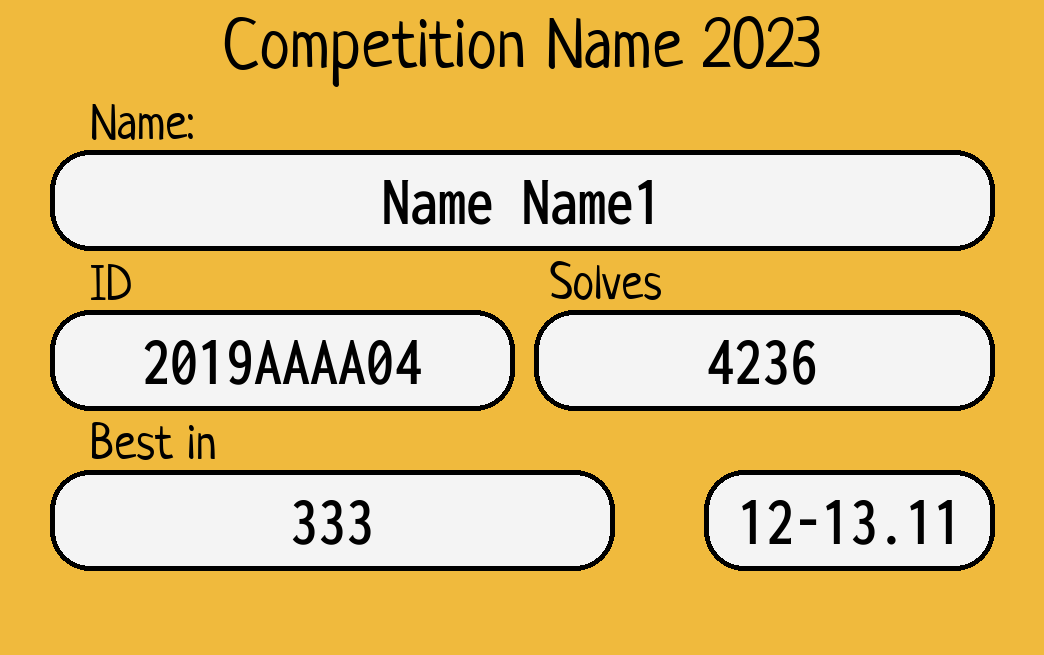 Competition Name 2023
Name:
Name Name1
ID
Solves
2019AAAA04
4236
Best in
333
12-13.11